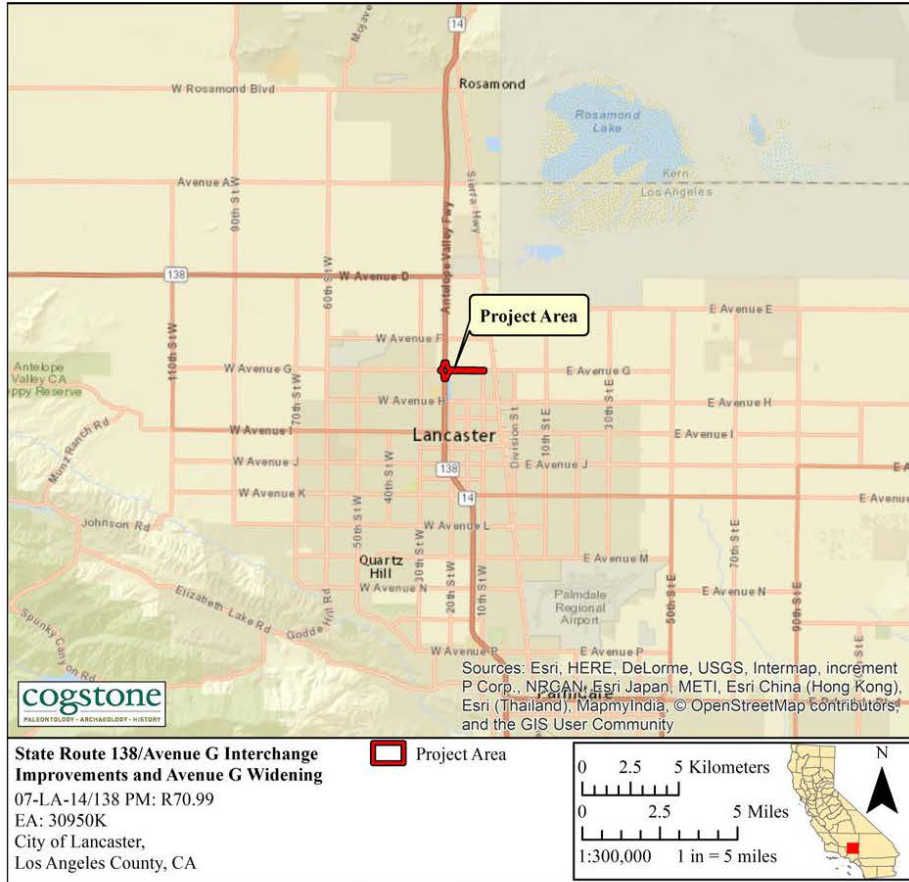 14
Mojave
W Rosamond Blvd
Rosamond
Rosamond
Lake
90th St W
Avenue A
Sierra Hwy
Kern
Los Angeles
Antelope Valley Fwy
60th St W
138
W Avenue D
110th St W
Project Area
E Avenue E
W Avenue F
Antelope
Valley CA
oppy Reserve
W Avenue G
E Avenue G
70th St W
W Avenue H
E Avenue H
Division St
10th St E
30th St E
70th St E
Munz Ranch Rd
W Avenue I
Lancaster
E Avenue I
W Avenue J
E Avenue J
138
40th St W
W Avenue K
14
E Avenue
Johnson Rd
50th St W
W Avenue L
30th St W
20th St W
10th St W
Quartz
Hill
E Avenue M
W Avenue N
E Avenue N
Palmdale
Regional
Airport
50th St E
90th St E
Elizabeth Lake Rd
Godde Hill Rd
Spunky Canyon Rd
W Avenue P
E Avenue P
Sources: Esri, HERE, DeLorme, USGS, Intermap, increment
P Corp., NRCAN, Esri Japan, METI, Esri China (Hong Kong),
Esri (Thailand), MapmyIndia, © OpenStreetMap contributors,
and the GIS User Community
cogstone
PALEONTOLOGY - ARCHAEOLOGY - HISTORY
State Route 138/Avenue G Interchange
Improvements and Avenue G Widening
07-LA-14/138 PM: R70.99
EA: 30950K
City of Lancaster,
Los Angeles County, CA
Project Area
0 2.5 5 Kilometers
0 2.5 5 Miles
1:300,000 1 in = 5 miles
N